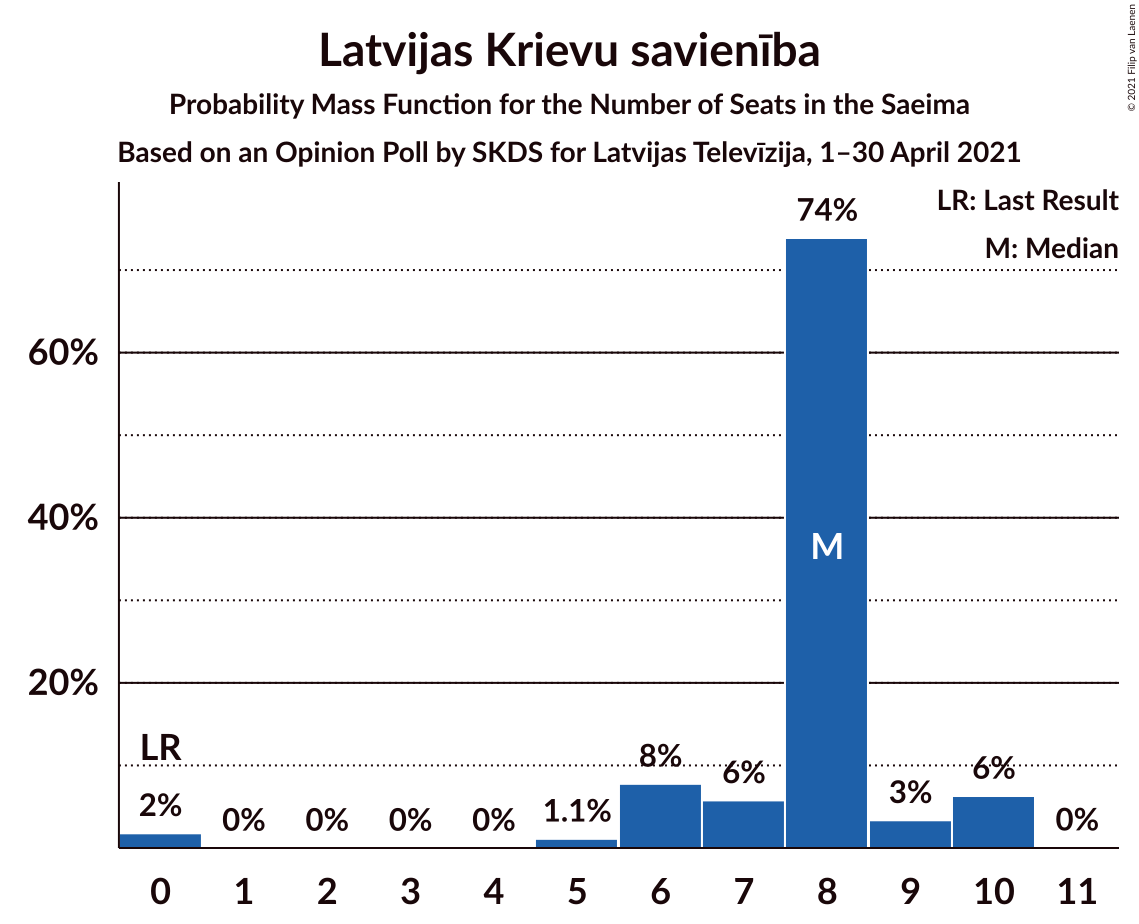 Latvijas Krievu savienība
Probability Mass Function for the Number of Seats in the Saeima
Based on an Opinion Poll by SKDS for Latvijas Televīzija, 1–30 April 2021
© 2021 Filip van Laenen
LR: Last Result
M: Median
74%
60%
40%
M
20%
LR
2%
0%
0%
0%
0%
1.1%
8%
6%
3%
6%
0%
0 1 2 3 4 5 6 7 8 9 10 11